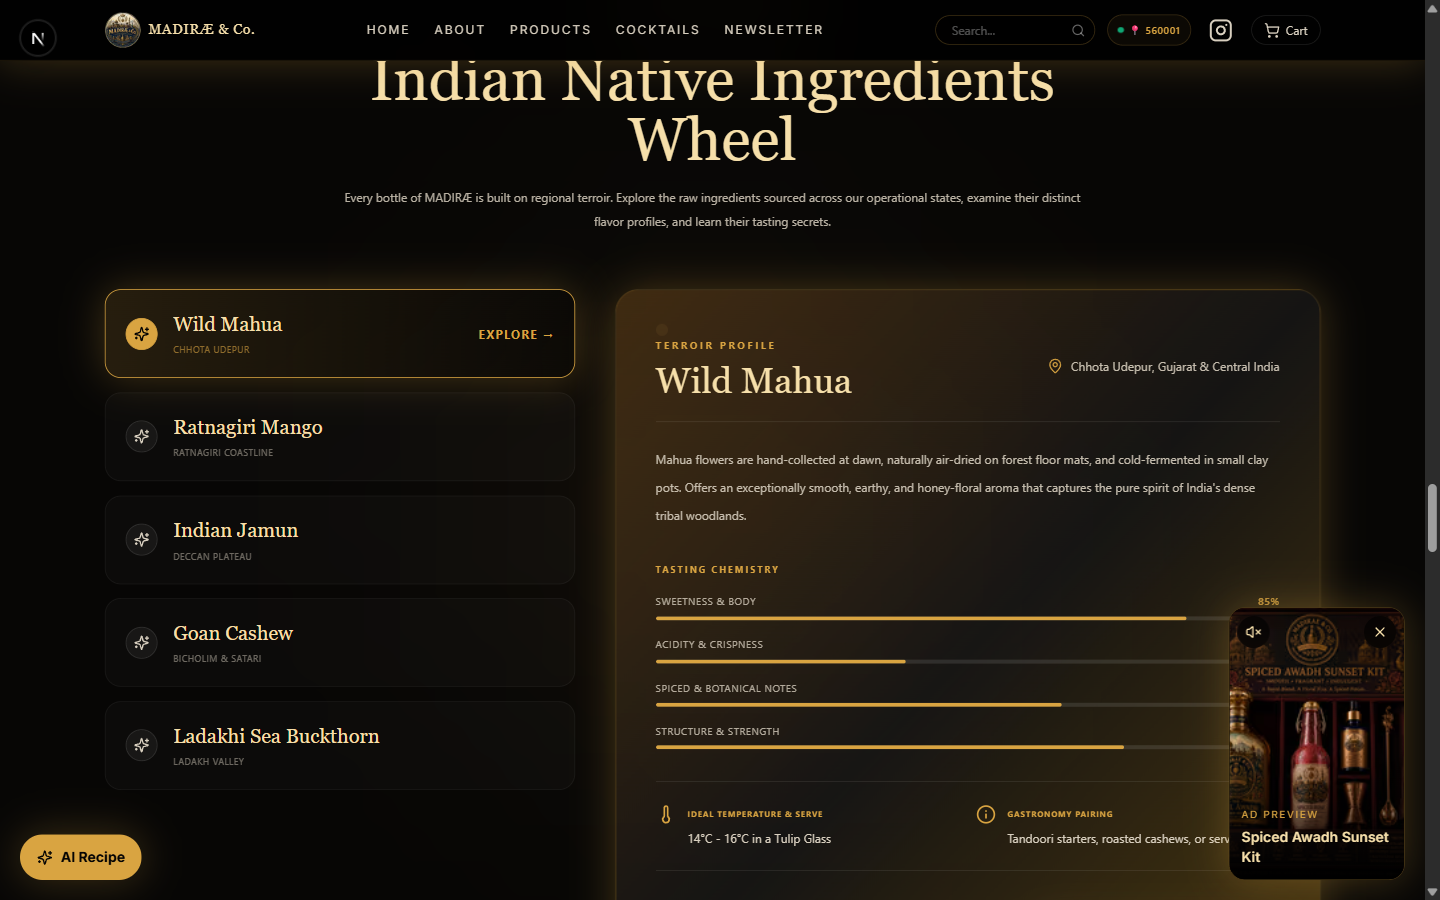 N
MADIRÆ & Co.
HOME
ABOUT
PRODUCTS
COCKTAILS
NEWSLETTER
Search...
560001
Cart
Indian Native Ingredients
Wheel
Every bottle of MADIRÆ is built on regional terroir. Explore the raw ingredients sourced across our operational states, examine their distinct
flavor profiles, and learn their tasting secrets.
Wild Mahua
CHHOTA UDEPUR
EXPLORE →
Ratnagiri Mango
RATNAGIRI COASTLINE
Indian Jamun
DECCAN PLATEAU
Goan Cashew
BICHOLIM & SATARI
Ladakhi Sea Buckthorn
LADAKH VALLEY
TERROIR PROFILE
Wild Mahua
Chhota Udepur, Gujarat & Central India
Mahua flowers are hand-collected at dawn, naturally air-dried on forest floor mats, and cold-fermented in small clay
pots. Offers an exceptionally smooth, earthy, and honey-floral aroma that captures the pure spirit of India's dense
tribal woodlands.
TASTING CHEMISTRY
SWEETNESS & BODY
85%
ACIDITY & CRISPNESS
SPICED & BOTANICAL NOTES
STRUCTURE & STRENGTH
IDEAL TEMPERATURE & SERVE
14°C - 16°C in a Tulip Glass
GASTRONOMY PAIRING
Tandoori starters, roasted cashews, or serv
SPICED AWADH SUNSET KIT
AD PREVIEW
Spiced Awadh Sunset
Kit
AI Recipe